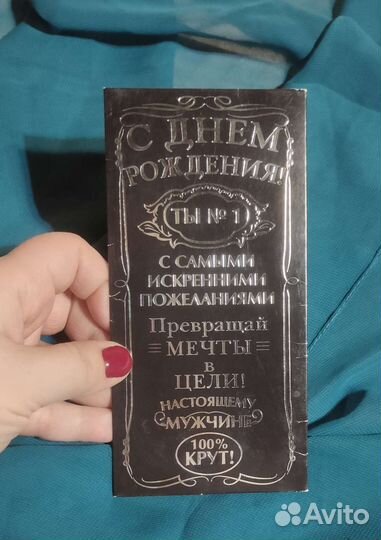 С ДНЕМ
РОЖДЕНИЯ!
ТЫ № 1
С САМЫМИ
ИСКРЕННИМИ
ПОЖЕЛАНИЯМИ
Превращай
МЕЧТЫ
в
ЦЕЛИ!
НАСТОЯЩЕМУ
МУЖЧИНЕ
100%
КРУТ!
Avito